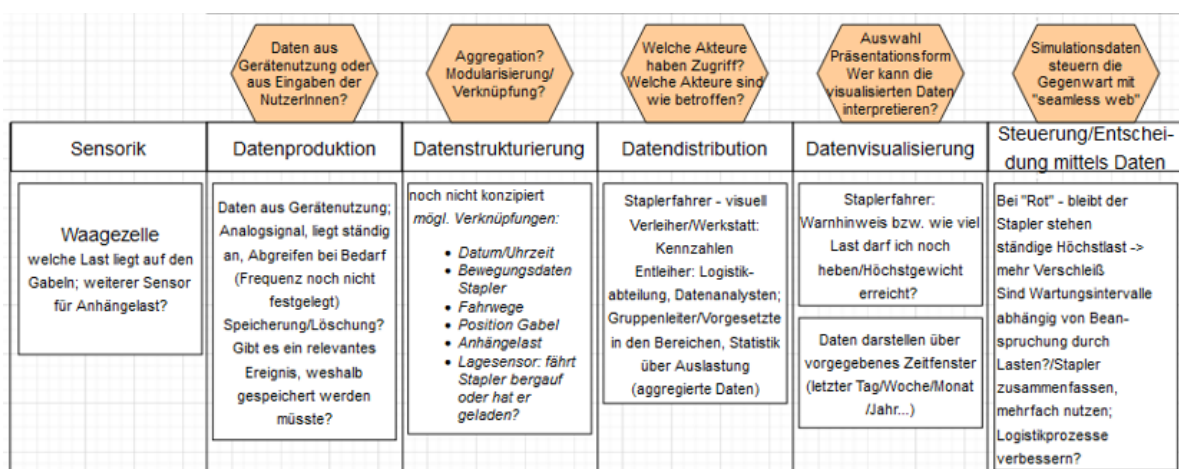 Daten aus
Gerätenutzung oder
aus Eingaben der
NutzerInnen?
Aggregation?
Modularisierung/
Verknüpfung?
Welche Akteure
haben Zugriff?
Welche Akteure sind
wie betroffen?
Auswahl
Präsentationsform
Wer kann die
visualisierten Daten
interpretieren?
Simulationsdaten
steuern die
Gegenwart mit
"seamless web"
Sensorik
Datenproduktion
Datenstrukturierung
Datendistribution
Datenvisualisierung
Steuerung/Entschei-
dung mittels Daten
Waagezelle
welche Last liegt auf den
Gabeln; weiterer Sensor
für Anhängelast?
Daten aus Gerätenutzung;
Analogsignal, liegt ständig
an, Abgreifen bei Bedarf
(Frequenz noch nicht
festgelegt)
Speicherung/Löschung?
Gibt es ein relevantes
Ereignis, weshalb
gespeichert werden
müsste?
noch nicht konzipiert
mögl. Verknüpfungen:
• Datum/Uhrzeit
• Bewegungsdaten
Stapler
• Fahrwege
• Position Gabel
• Anhängelast
• Lagesensor: fährt
Stapler bergauf
oder hat er
geladen?
Staplerfahrer - visuell
Verleiher/Werkstatt:
Kennzahlen
Entleiher: Logistik-
abteilung, Datenanalysten;
Gruppenleiter/Vorgesetzte
in den Bereichen, Statistik
über Auslastung
(aggregierte Daten)
Staplerfahrer:
Warnhinweis bzw. wie viel
Last darf ich noch
heben/Höchstgewicht
erreicht?
Daten darstellen über
vorgegebenes Zeitfenster
(letzter Tag/Woche/Monat
/Jahr...)
Bei "Rot" - bleibt der
Stapler stehen
ständige Höchstlast ->
mehr Verschleiß
Sind Wartungsintervalle
abhängig von Bean-
spruchung durch
Lasten?/Stapler
zusammenfassen,
mehrfach nutzen;
Logistikprozesse
verbessern?